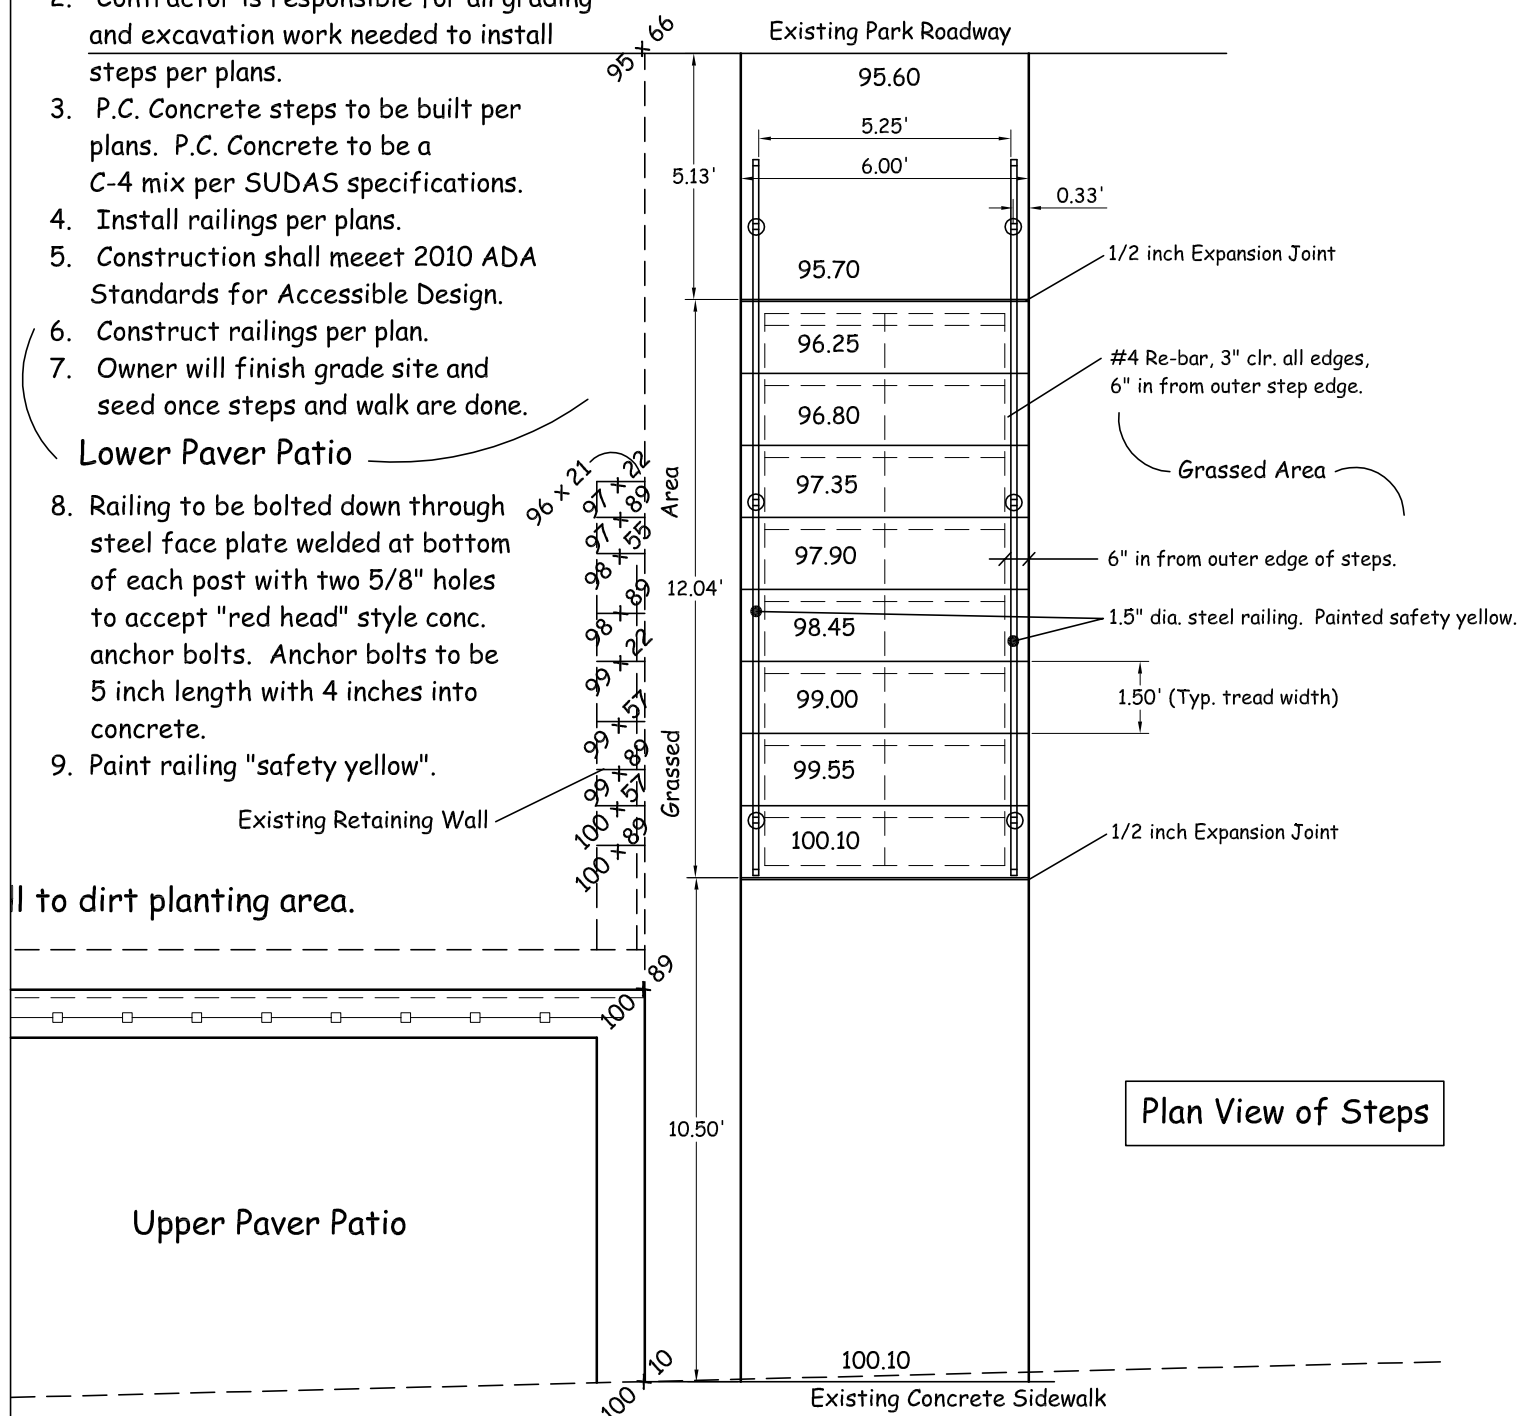 2. Contractor is responsible for all grading
and excavation work needed to install
steps per plans.
3. P.C. Concrete steps to be built per
plans. P.C. Concrete to be a
C-4 mix per SUDAS specifications.
4. Install railings per plans.
5. Construction shall meeet 2010 ADA
Standards for Accessible Design.
6. Construct railings per plan.
7. Owner will finish grade site and
seed once steps and walk are done.
Lower Paver Patio
8. Railing to be bolted down through
steel face plate welded at bottom
of each post with two 5/8" holes
to accept "red head" style conc.
anchor bolts. Anchor bolts to be
5 inch length with 4 inches into
concrete.
9. Paint railing "safety yellow".
Existing Retaining Wall
ll to dirt planting area.
Upper Paver Patio
95 x 66
96 x 21
97 x 22
97 x 89
98 x 55
98 x 89
99 x 22
99 x 57
99 x 89
100 x 57
100 x 89
100 x 89
100 x 10
Grassed Area
Existing Park Roadway
95.60
5.25'
6.00'
5.13'
0.33'
95.70
1/2 inch Expansion Joint
96.25
#4 Re-bar, 3" clr. all edges,
6" in from outer step edge.
96.80
Grassed Area
97.35
97.90
6" in from outer edge of steps.
12.04'
98.45
1.5" dia. steel railing. Painted safety yellow.
99.00
1.50' (Typ. tread width)
99.55
100.10
1/2 inch Expansion Joint
10.50'
Plan View of Steps
100.10
Existing Concrete Sidewalk